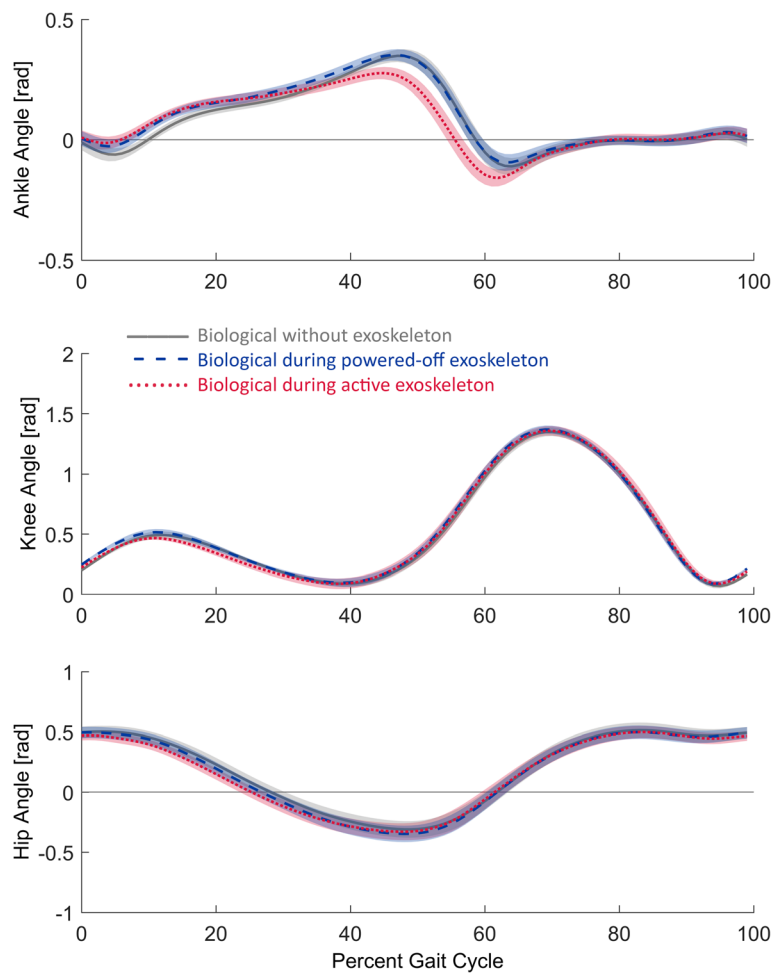 0.5
Ankle Angle [rad]
0
-0.5
0 20 40 60 80 100
Biological without exoskeleton
Biological during powered-off exoskeleton
Biological during active exoskeleton
2
1.5
Knee Angle [rad]
1
0.5
0
0 20 40 60 80 100
1
0.5
Hip Angle [rad]
0
-0.5
-1
0 20 40 60 80 100
Percent Gait Cycle